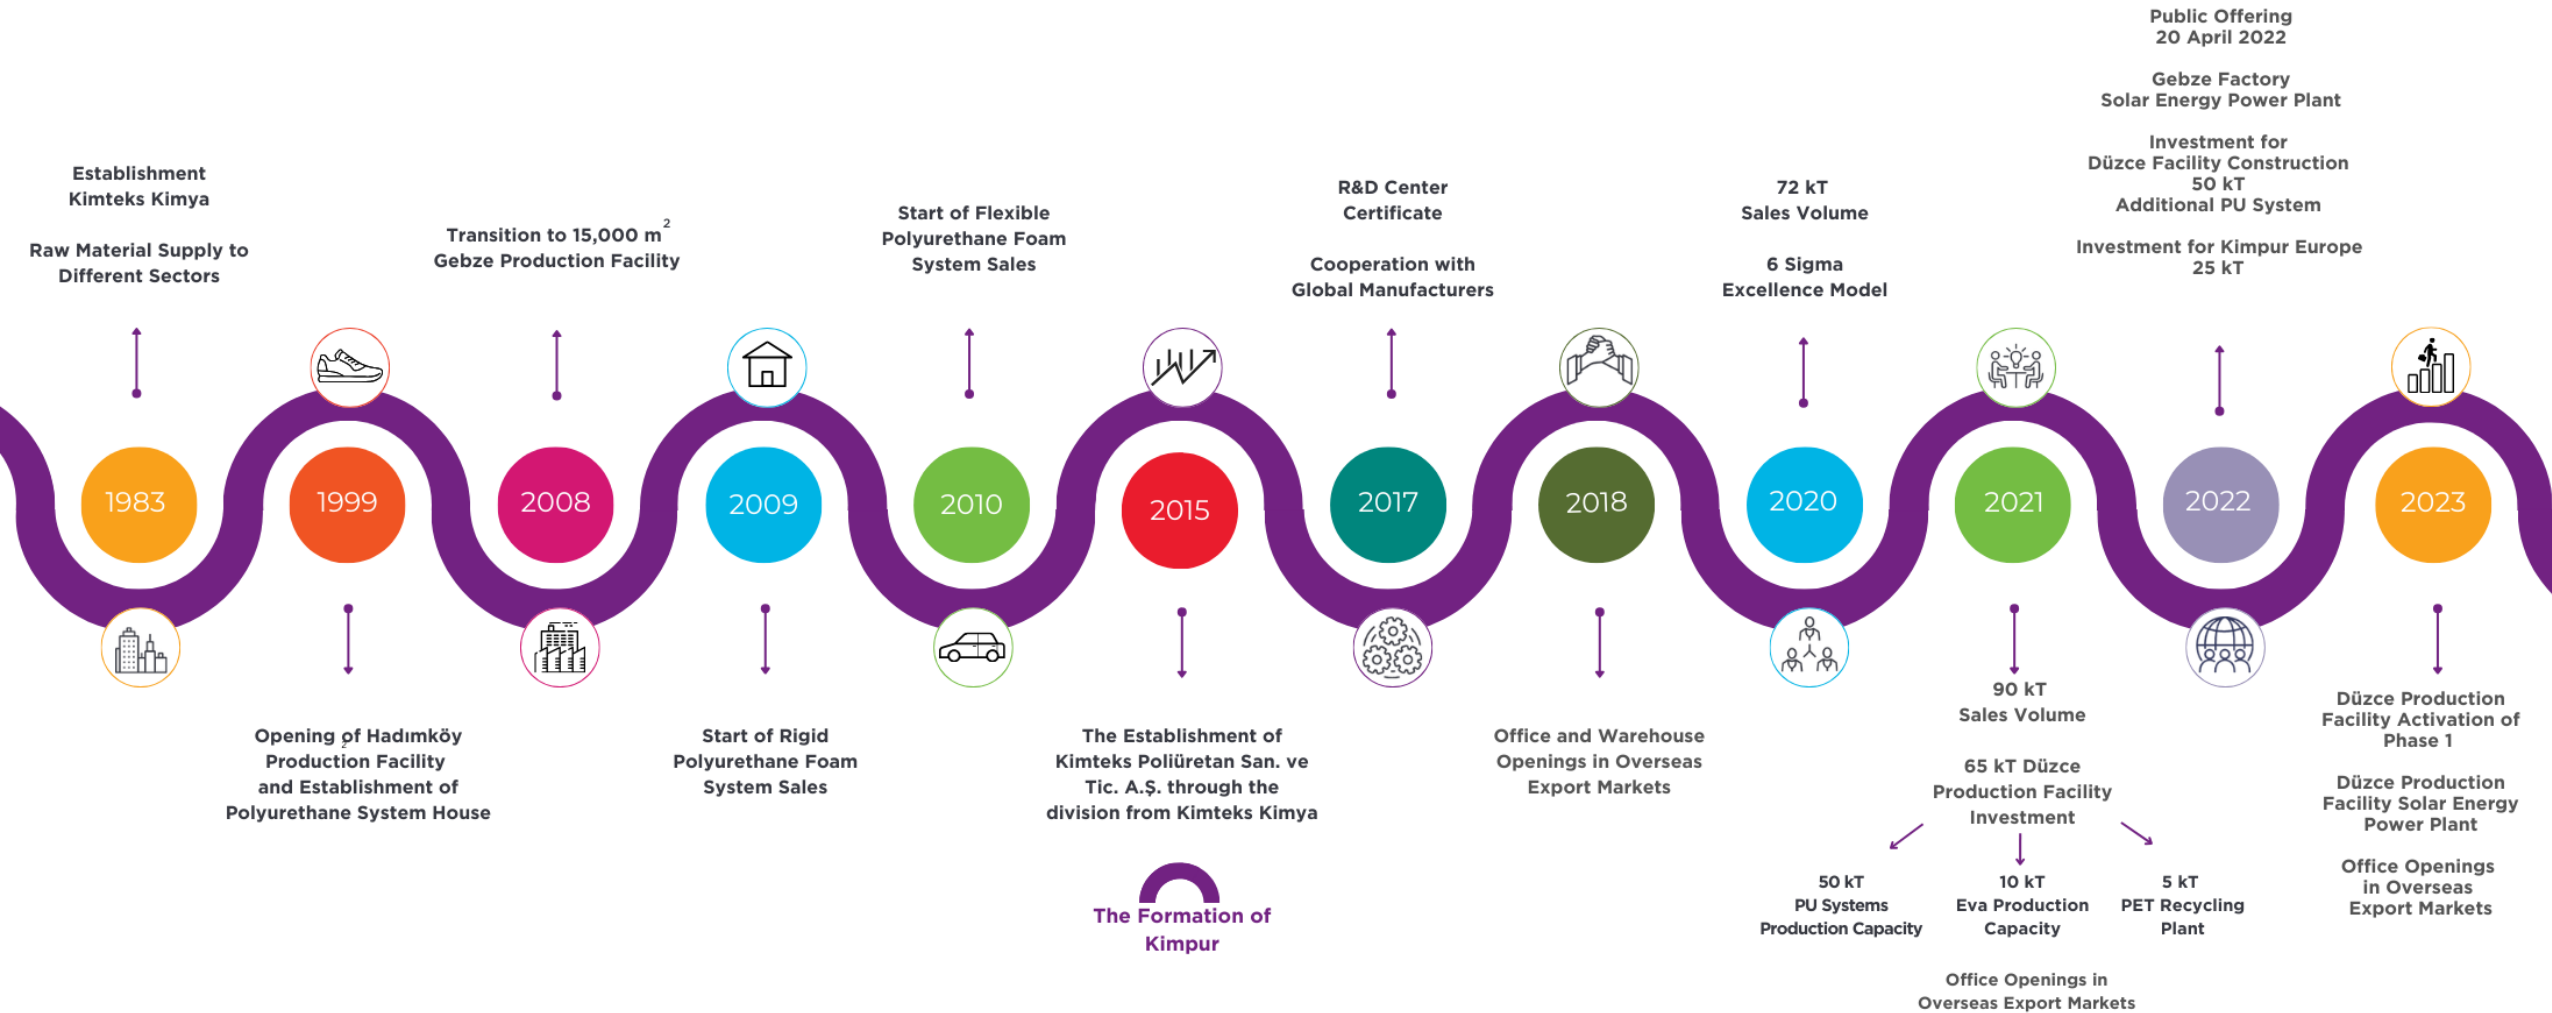 Establishment
Kimteks Kimya
Raw Material Supply to
Different Sectors
1983
1999
Opening of Hadımköy
2
Production Facility
and Establishment of
Polyurethane System House
Transition to 15,000 m2
Gebze Production Facility
2008
2009
Start of Rigid
Polyurethane Foam
System Sales
Start of Flexible
Polyurethane Foam
System Sales
2010
2015
The Establishment of
Kimteks Poliüretan San. ve
Tic. A.Ş. through the
division from Kimteks Kimya
The Formation of
Kimpur
R&D Center
Certificate
Cooperation with
Global Manufacturers
2017
2018
Office and Warehouse
Openings in Overseas
Export Markets
72 kT
Sales Volume
6 Sigma
Excellence Model
2020
2021
90 kT
Sales Volume
65 kT Düzce
Production Facility
Investment
50 kT
PU Systems
Production Capacity
10 kT
Eva Production
Capacity
5 kT
PET Recycling
Plant
Office Openings in
Overseas Export Markets
Public Offering
20 April 2022
Gebze Factory
Solar Energy Power Plant
Investment for
Düzce Facility Construction
50 kT
Additional PU System
Investment for Kimpur Europe
25 kT
2022
2023
Düzce Production
Facility Activation of
Phase 1
Düzce Production
Facility Solar Energy
Power Plant
Office Openings
in Overseas
Export Markets